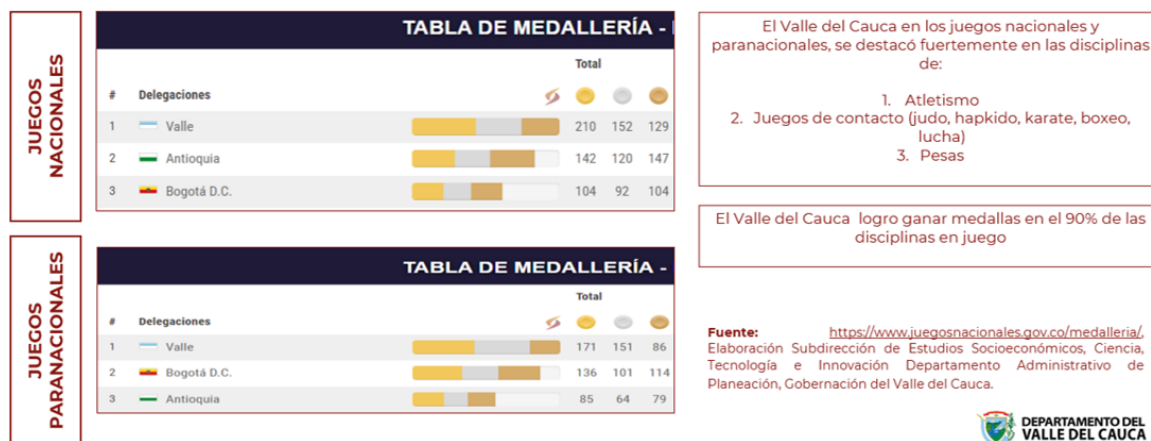 JUEGOS
NACIONALES
TABLA DE MEDALLERÍA -
Total
# Delegaciones
1 Valle 210 152 129
2 Antioquia 142 120 147
3 Bogotá D.C. 104 92 104
JUEGOS
PARANACIONALES
TABLA DE MEDALLERÍA -
Total
# Delegaciones
1 Valle 171 151 86
2 Bogotá D.C. 136 101 114
3 Antioquia 85 64 79
El Valle del Cauca en los juegos nacionales y
paranacionales, se destacó fuertemente en las disciplinas
de:
1. Atletismo
2. Juegos de contacto (judo, hapkido, karate, boxeo,
lucha)
3. Pesas
El Valle del Cauca logro ganar medallas en el 90% de las
disciplinas en juego
Fuente: https://www.juegosnacionales.gov.co/medalleria/,
Elaboración Subdirección de Estudios Socioeconómicos, Ciencia,
Tecnología e Innovación Departamento Administrativo de
Planeación, Gobernación del Valle del Cauca.
DEPARTAMENTO DEL
VALLE DEL CAUCA